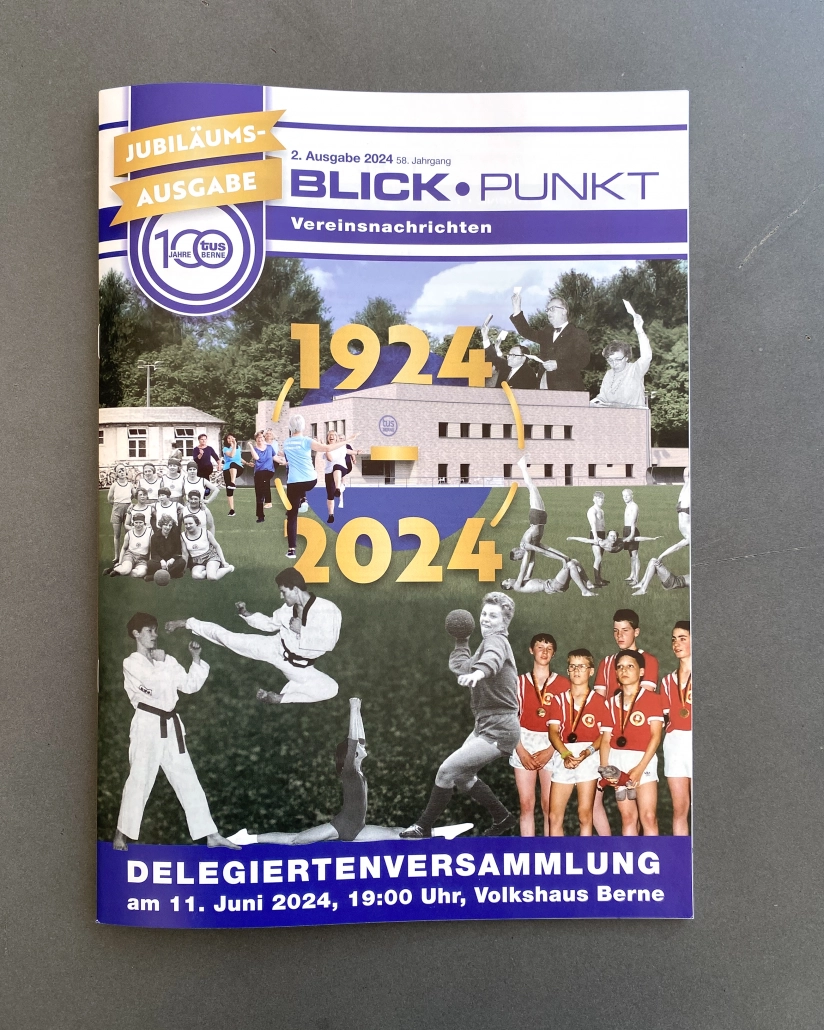 JUBILÄUMS-
AUSGABE
2. Ausgabe 2024 58. Jahrgang
BLICK•PUNKT
Vereinsnachrichten
100
JAHRE
tus
BERNE
1924
tus
BERNE
–
2024
DELEGIERTENVERSAMMLUNG
am 11. Juni 2024, 19:00 Uhr, Volkshaus Berne